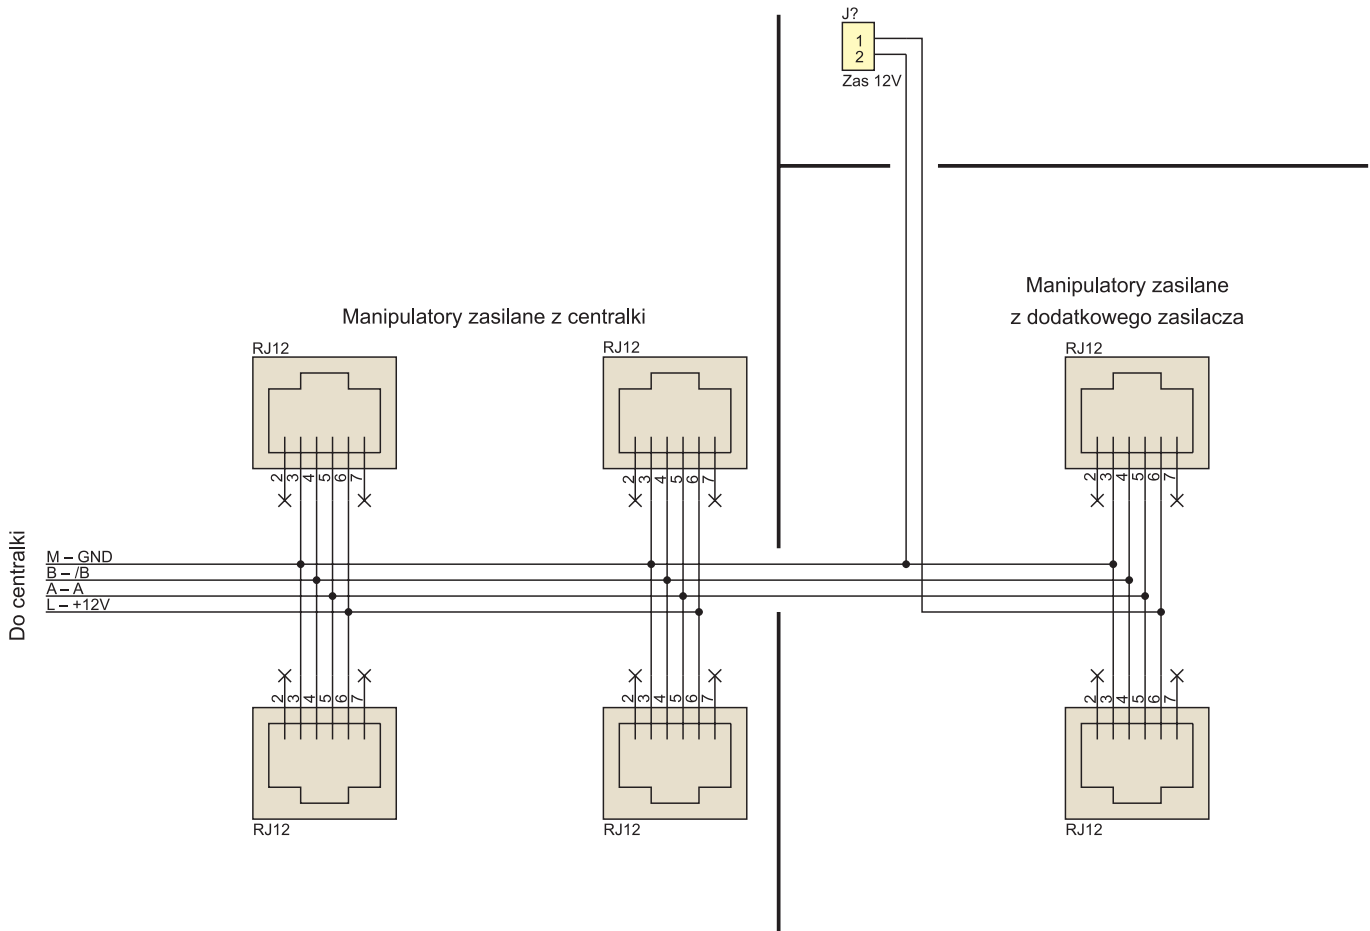 J?
1
2
Zas 12V
Manipulatory zasilane
z dodatkowego zasilacza
Manipulatory zasilane z centralki
RJ12
RJ12
RJ12
2 3 4 5 6 7
2 3 4 5 6 7
2 3 4 5 6 7
Do centralki
M – GND
B – /B
A – A
L – +12V
2 3 4 5 6 7
2 3 4 5 6 7
2 3 4 5 6 7
RJ12
RJ12
RJ12